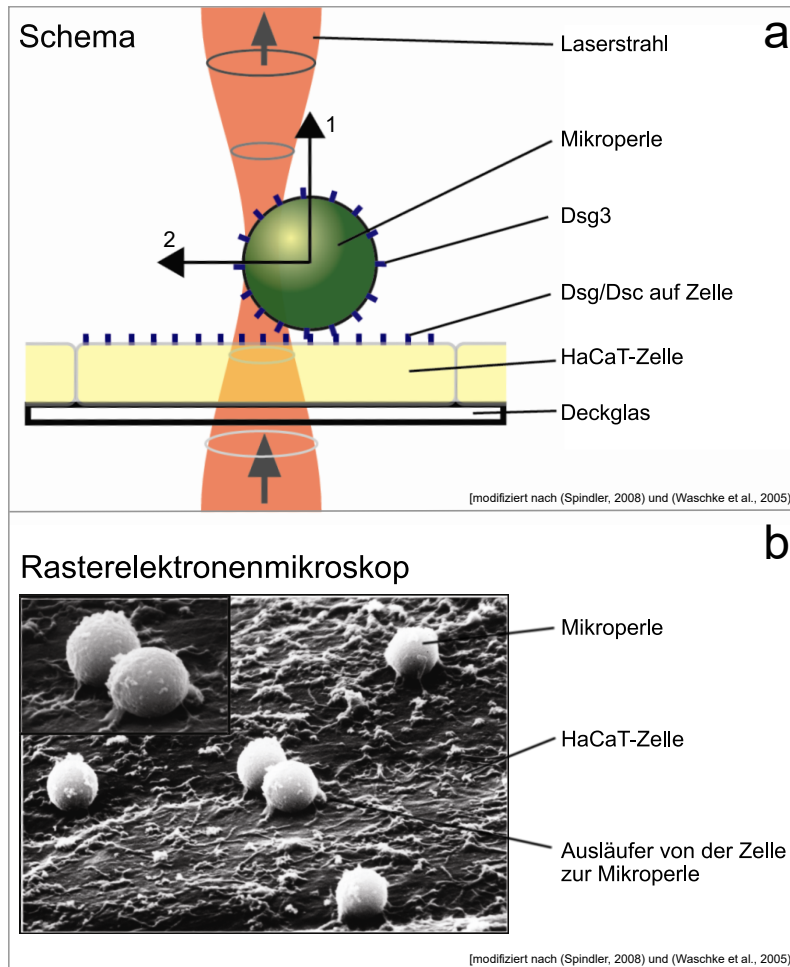 Schema
a
Laserstrahl
1
Mikroperle
2
Dsg3
Dsg/Dsc auf Zelle
HaCaT-Zelle
Deckglas
[modifiziert nach (Spindler, 2008) und (Waschke et al., 2005)]
b
Rasterelektronenmikroskop
Mikroperle
HaCaT-Zelle
Ausläufer von der Zelle
zur Mikroperle
[modifiziert nach (Spindler, 2008) und (Waschke et al., 2005)]